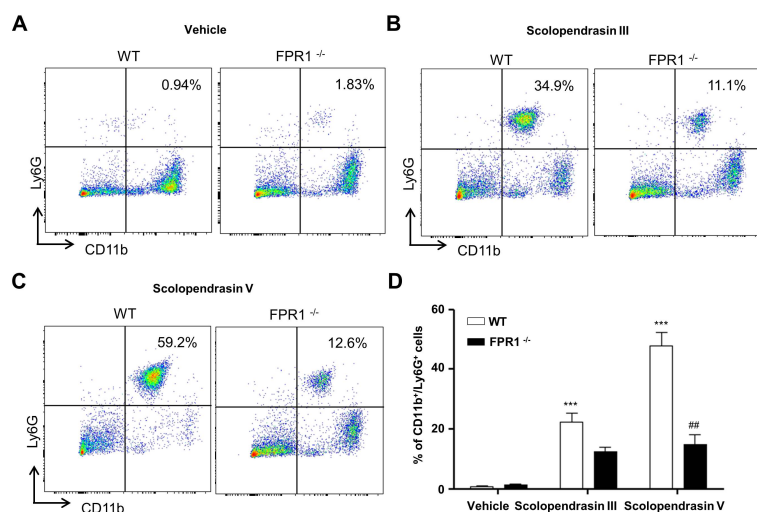 A
Vehicle
WT
FPR1 -/-
0.94%
1.83%
Ly6G
CD11b
B
Scolopendrasin III
WT
FPR1 -/-
34.9%
11.1%
Ly6G
CD11b
C
Scolopendrasin V
WT
FPR1 -/-
59.2%
12.6%
Ly6G
CD11b
D
% of CD11b+/Ly6G+ cells
60
40
20
0
WT
FPR1 -/-
***
***
##
Vehicle Scolopendrasin III Scolopendrasin V